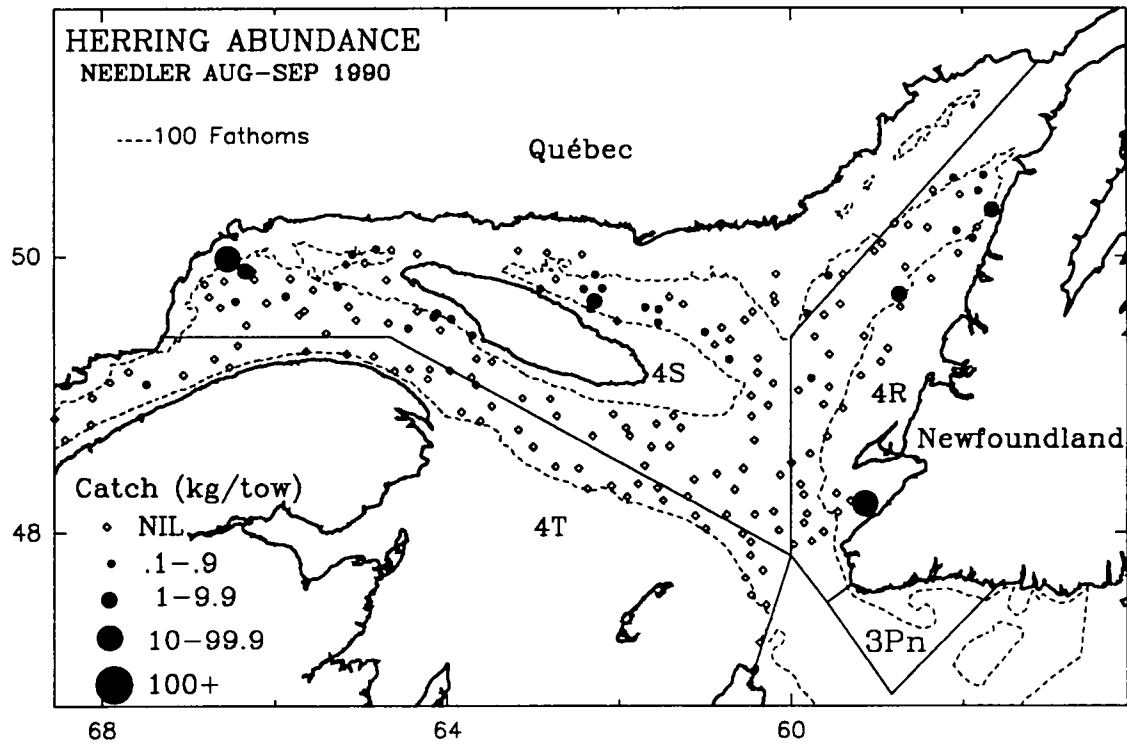 HERRING ABUNDANCE
NEEDLER AUG-SEP 1990
----100 Fathoms
Québec
50
4S
4R
Newfoundland
Catch (kg/tow)
NIL
.1-.9
1-9.9
10-99.9
100+
48
4T
3Pn
68
64
60